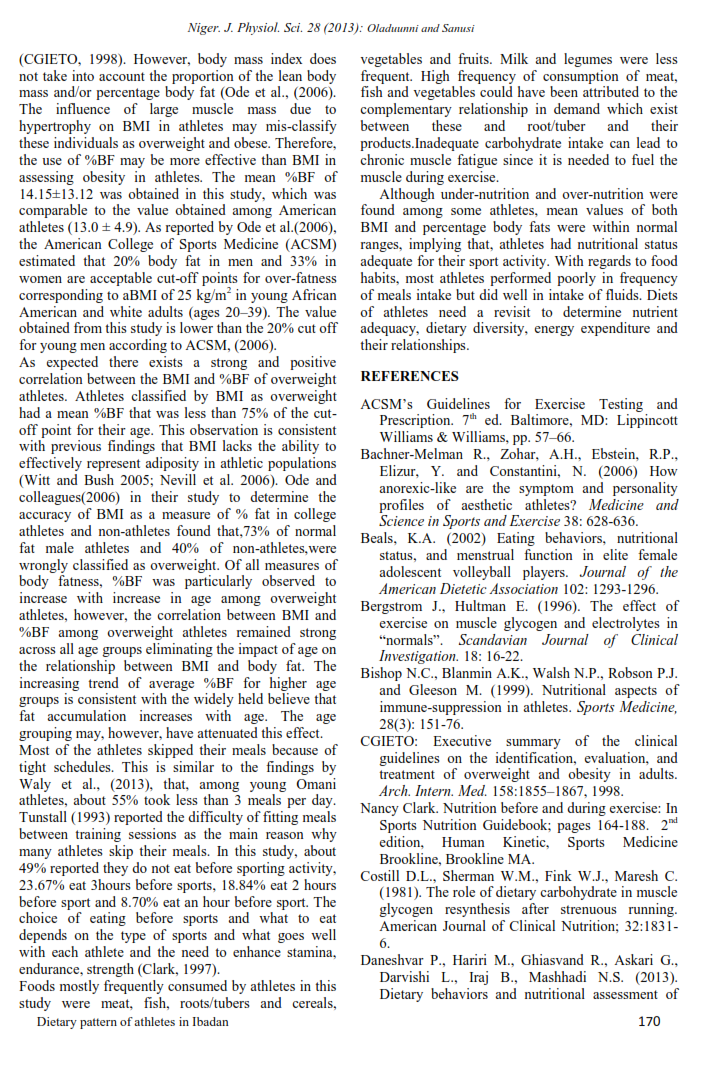 Niger. J. Physiol. Sci. 28 (2013): Oladuunni and Sanusi
(CGIETO, 1998). However, body mass index does
not take into account the proportion of the lean body
mass and/or percentage body fat (Ode et al., (2006).
The influence of large muscle mass due to
hypertrophy on BMI in athletes may mis-classify
these individuals as overweight and obese. Therefore,
the use of %BF may be more effective than BMI in
assessing obesity in athletes. The mean %BF of
14.15±13.12 was obtained in this study, which was
comparable to the value obtained among American
athletes (13.0 ± 4.9). As reported by Ode et al.(2006),
the American College of Sports Medicine (ACSM)
estimated that 20% body fat in men and 33% in
women are acceptable cut-off points for over-fatness
corresponding to aBMI of 25 kg/m² in young African
American and white adults (ages 20–39). The value
obtained from this study is lower than the 20% cut off
for young men according to ACSM, (2006).
As expected there exists a strong and positive
correlation between the BMI and %BF of overweight
athletes. Athletes classified by BMI as overweight
had a mean %BF that was less than 75% of the cut-
off point for their age. This observation is consistent
with previous findings that BMI lacks the ability to
effectively represent adiposity in athletic populations
(Witt and Bush 2005; Nevill et al. 2006). Ode and
colleagues(2006) in their study to determine the
accuracy of BMI as a measure of % fat in college
athletes and non-athletes found that,73% of normal
fat male athletes and 40% of non-athletes,were
wrongly classified as overweight. Of all measures of
body fatness, %BF was particularly observed to
increase with increase in age among overweight
athletes, however, the correlation between BMI and
%BF among overweight athletes remained strong
across all age groups eliminating the impact of age on
the relationship between BMI and body fat. The
increasing trend of average %BF for higher age
groups is consistent with the widely held believe that
fat accumulation increases with age. The age
grouping may, however, have attenuated this effect.
Most of the athletes skipped their meals because of
tight schedules. This is similar to the findings by
Waly et al., (2013), that, among young Omani
athletes, about 55% took less than 3 meals per day.
Tunstall (1993) reported the difficulty of fitting meals
between training sessions as the main reason why
many athletes skip their meals. In this study, about
49% reported they do not eat before sporting activity,
23.67% eat 3hours before sports, 18.84% eat 2 hours
before sport and 8.70% eat an hour before sport. The
choice of eating before sports and what to eat
depends on the type of sports and what goes well
with each athlete and the need to enhance stamina,
endurance, strength (Clark, 1997).
Foods mostly frequently consumed by athletes in this
study were meat, fish, roots/tubers and cereals,
vegetables and fruits. Milk and legumes were less
frequent. High frequency of consumption of meat,
fish and vegetables could have been attributed to the
complementary relationship in demand which exist
between these and root/tuber and their
products.Inadequate carbohydrate intake can lead to
chronic muscle fatigue since it is needed to fuel the
muscle during exercise.
Although under-nutrition and over-nutrition were
found among some athletes, mean values of both
BMI and percentage body fats were within normal
ranges, implying that, athletes had nutritional status
adequate for their sport activity. With regards to food
habits, most athletes performed poorly in frequency
of meals intake but did well in intake of fluids. Diets
of athletes need a revisit to determine nutrient
adequacy, dietary diversity, energy expenditure and
their relationships.
REFERENCES
ACSM's Guidelines for Exercise Testing and
Prescription. 7th ed. Baltimore, MD: Lippincott
Williams & Williams, pp. 57–66.
Bachner-Melman R., Zohar, A.H., Ebstein, R.P.,
Elizur, Y. and Constantini, N. (2006) How
anorexic-like are the symptom and personality
profiles of aesthetic athletes? Medicine and
Science in Sports and Exercise 38: 628-636.
Beals, K.A. (2002) Eating behaviors, nutritional
status, and menstrual function in elite female
adolescent volleyball players. Journal of the
American Dietetic Association 102: 1293-1296.
Bergstrom J., Hultman E. (1996). The effect of
exercise on muscle glycogen and electrolytes in
“normals”. Scandavian Journal of Clinical
Investigation. 18: 16-22.
Bishop N.C., Blanmin A.K., Walsh N.P., Robson P.J.
and Gleeson M. (1999). Nutritional aspects of
immune-suppression in athletes. Sports Medicine,
28(3): 151-76.
CGIETO: Executive summary of the clinical
guidelines on the identification, evaluation, and
treatment of overweight and obesity in adults.
Arch. Intern. Med. 158:1855–1867, 1998.
Nancy Clark. Nutrition before and during exercise: In
Sports Nutrition Guidebook; pages 164-188. 2nd
edition, Human Kinetic, Sports Medicine
Brookline, Brookline MA.
Costill D.L., Sherman W.M., Fink W.J., Maresh C.
(1981). The role of dietary carbohydrate in muscle
glycogen resynthesis after strenuous running.
American Journal of Clinical Nutrition; 32:1831-
6.
Daneshvar P., Hariri M., Ghiasvand R., Askari G.,
Darvishi L., Iraj B., Mashhadi N.S. (2013).
Dietary behaviors and nutritional assessment of
Dietary pattern of athletes in Ibadan
170